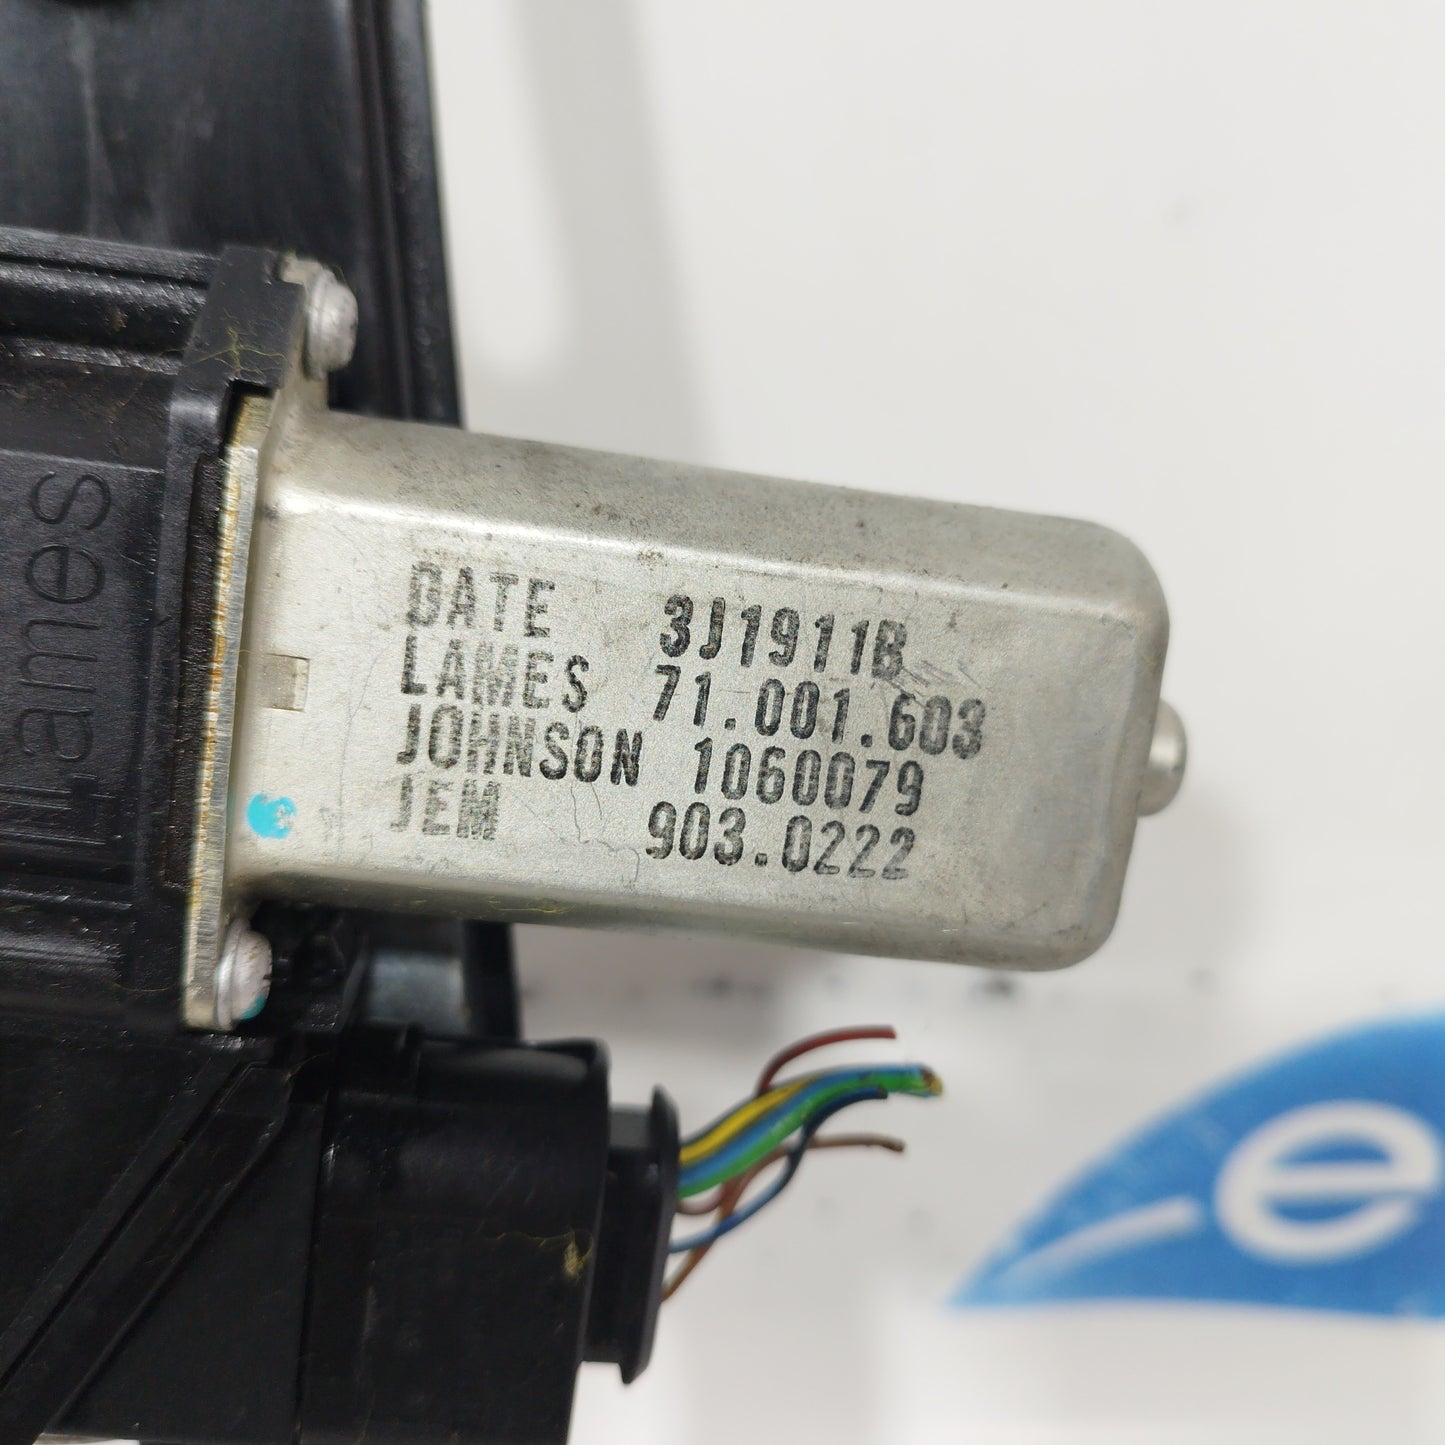 Lames
DATE 3J1911B
LAMES 71.001.603
JOHNSON 1060079
JEM 903.0222
e